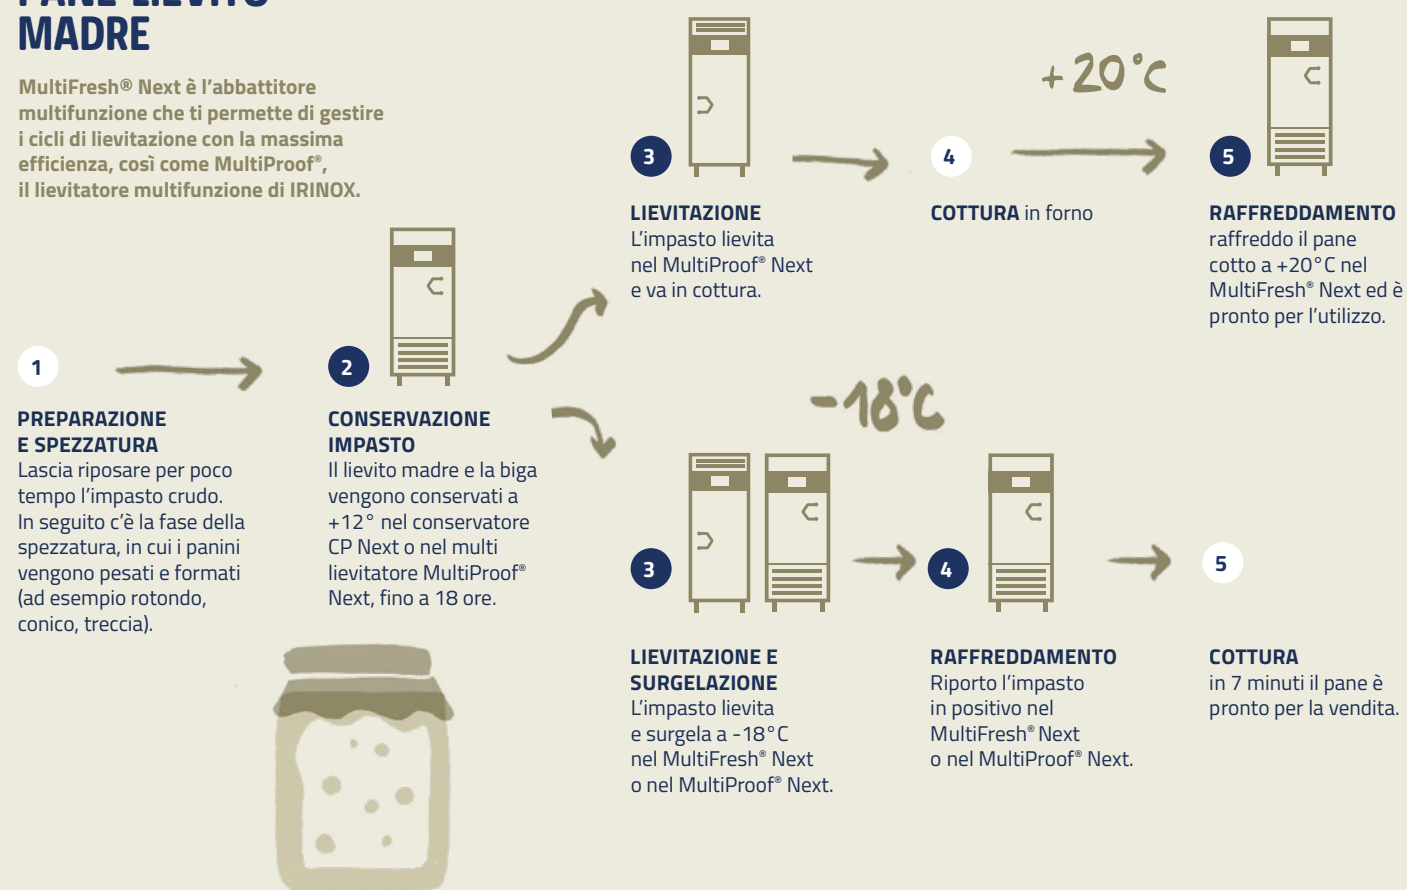 PANE LIEVITO
MADRE
MultiFresh® Next è l'abbattitore
multifunzione che ti permette di gestire
i cicli di lievitazione con la massima
efficienza, così come MultiProof®,
il lievitatore multifunzione di IRINOX.
1
PREPARAZIONE
E SPEZZATURA
Lascia riposare per poco
tempo l'impasto crudo.
In seguito c'è la fase della
spezzatura, in cui i panini
vengono pesati e formati
(ad esempio rotondo,
conico, treccia).
2
CONSERVAZIONE
IMPASTO
Il lievito madre e la biga
vengono conservati a
+12° nel conservatore
CP Next o nel multi
lievitatore MultiProof®
Next, fino a 18 ore.
3
LIEVITAZIONE
L'impasto lievita
nel MultiProof® Next
e va in cottura.
4
COTTURA in forno
+20°C
5
RAFFREDDAMENTO
raffreddo il pane
cotto a +20°C nel
MultiFresh® Next ed è
pronto per l'utilizzo.
-18°C
3
LIEVITAZIONE E
SURGELAZIONE
L'impasto lievita
e surgela a -18°C
nel MultiFresh® Next
o nel MultiProof® Next.
4
RAFFREDDAMENTO
Riporto l'impasto
in positivo nel
MultiFresh® Next
o nel MultiProof® Next.
5
COTTURA
in 7 minuti il pane è
pronto per la vendita.